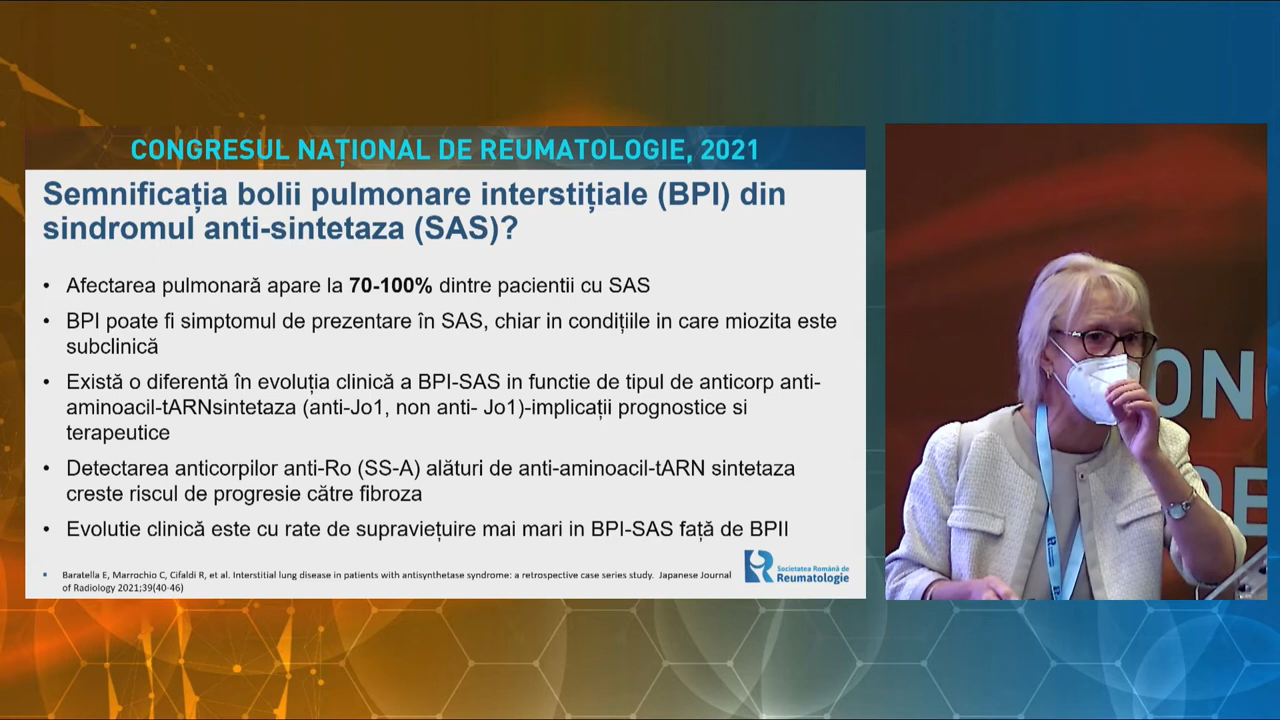 CONGRESUL NAȚIONAL DE REUMATOLOGIE, 2021
Semnificația bolii pulmonare interstițiale (BPI) din
sindromul anti-sintetaza (SAS)?
• Afectarea pulmonară apare la 70-100% dintre pacientii cu SAS
• BPI poate fi simptomul de prezentare în SAS, chiar in condițiile in care miozita este
subclinică
• Există o diferentă în evoluția clinică a BPI-SAS in functie de tipul de anticorp anti-
aminoacil-tARNsintetaza (anti-Jo1, non anti- Jo1)-implicații prognostice si
terapeutice
• Detectarea anticorpilor anti-Ro (SS-A) alături de anti-aminoacil-tARN sintetaza
creste riscul de progresie către fibroza
• Evolutie clinică este cu rate de supraviețuire mai mari in BPI-SAS față de BPII
Baratella E, Marrochio C, Cifaldi R, et al. Interstitial lung disease in patients with antisynthetase syndrome: a retrospective case series study. Japanese Journal
of Radiology 2021;39(40-46)
Societatea Română de
Reumatologie
ON
DE